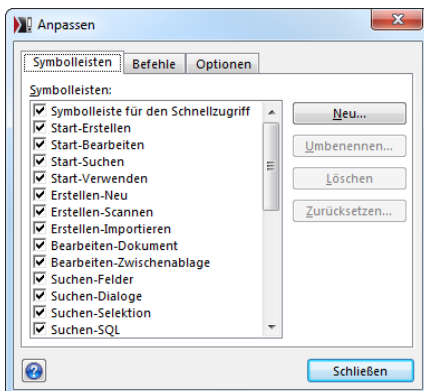 Anpassen
Symbolleisten Befehle Optionen
Symbolleisten:
Symbolleiste für den Schnellzugriff
Start-Erstellen
Start-Bearbeiten
Start-Suchen
Start-Verwenden
Erstellen-Neu
Erstellen-Scannen
Erstellen-Importieren
Bearbeiten-Dokument
Bearbeiten-Zwischenablage
Suchen-Felder
Suchen-Dialoge
Suchen-Selektion
Suchen-SQL
Neu...
Umbenennen...
Löschen
Zurücksetzen...
?
Schließen